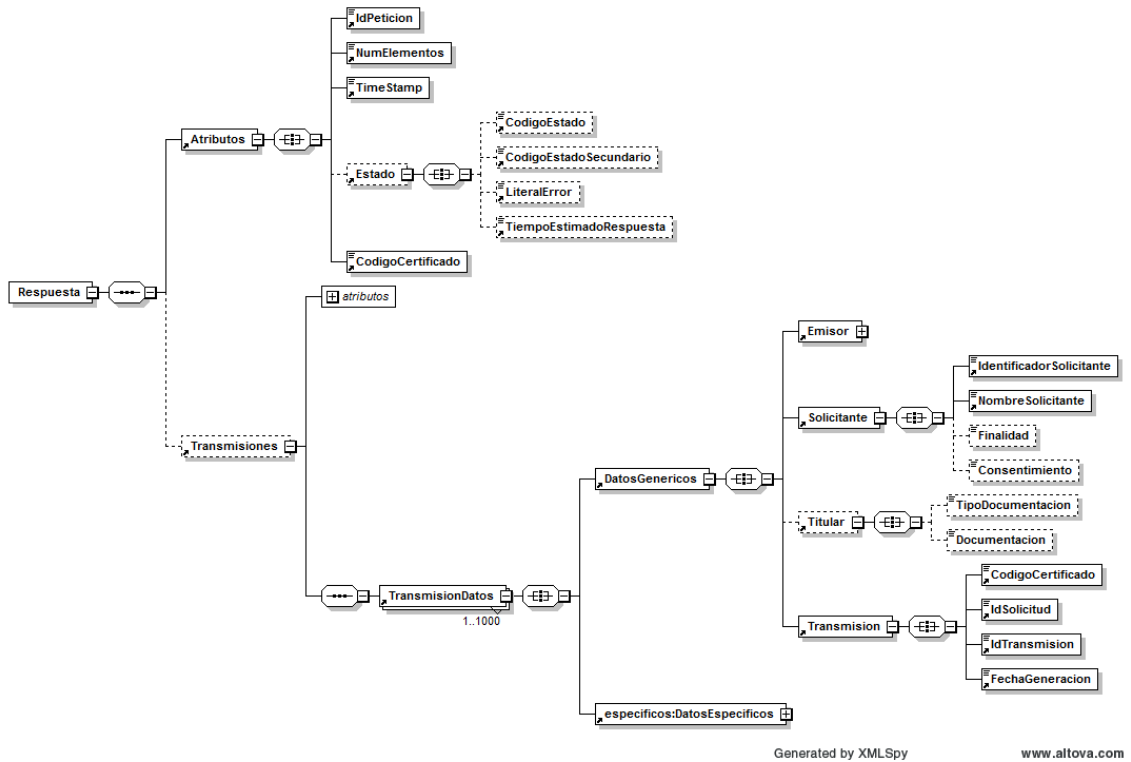 IdPeticion
NumElementos
TimeStamp
Atributos
CodigoEstado
CodigoEstadoSecundario
Estado
LiteralError
TiempoEstimadoRespuesta
CodigoCertificado
Respuesta
atributos
Emisor
IdentificadorSolicitante
NombreSolicitante
Solicitante
Finalidad
Transmisiones
Consentimiento
DatosGenericos
TipoDocumentacion
Titular
Documentacion
CodigoCertificado
TransmisionDatos
1..1000
IdSolicitud
Transmision
IdTransmision
FechaGeneracion
especificos:DatosEspecificos
Generated by XMLSpy
www.altova.com